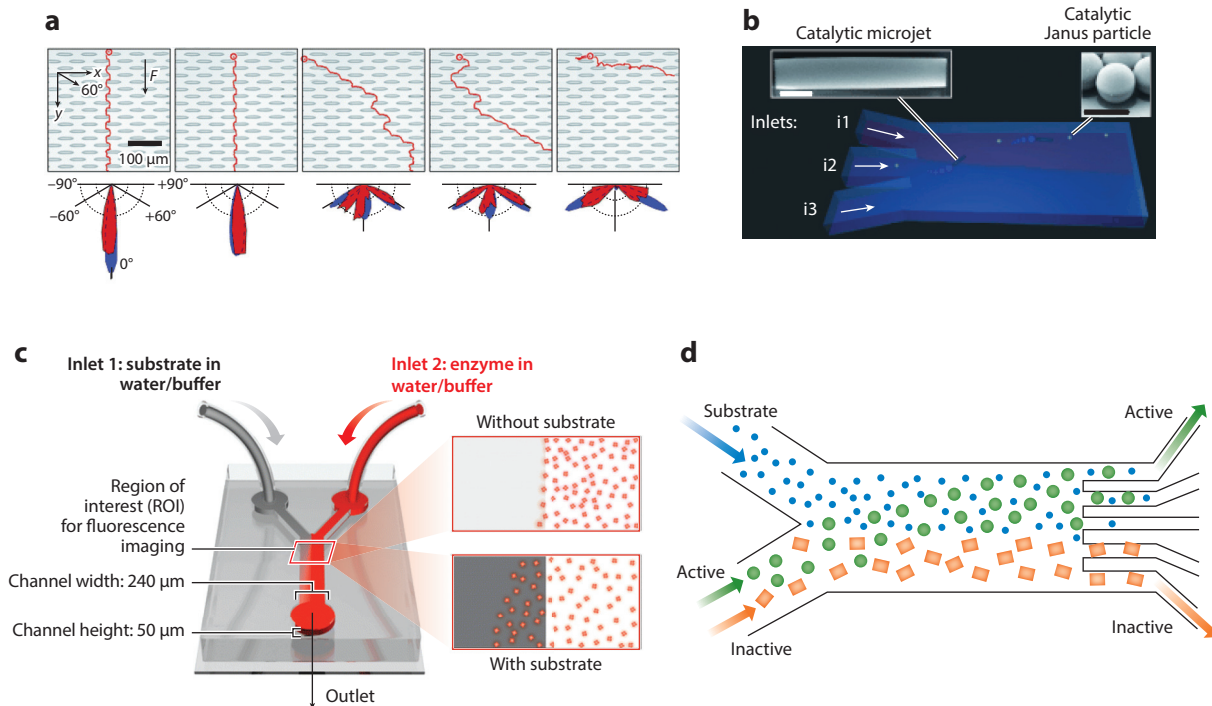 a
x
60°
y
F
100 µm
–90°
+90°
–60°
+60°
0°
b
Catalytic microjet
Catalytic
Janus particle
Inlets:
i1
i2
i3
c
Inlet 1: substrate in
water/buffer
Inlet 2: enzyme in
water/buffer
Without substrate
Region of
interest (ROI)
for fluorescence
imaging
Channel width: 240 µm
Channel height: 50 µm
With substrate
Outlet
d
Substrate
Active
Active
Inactive
Inactive